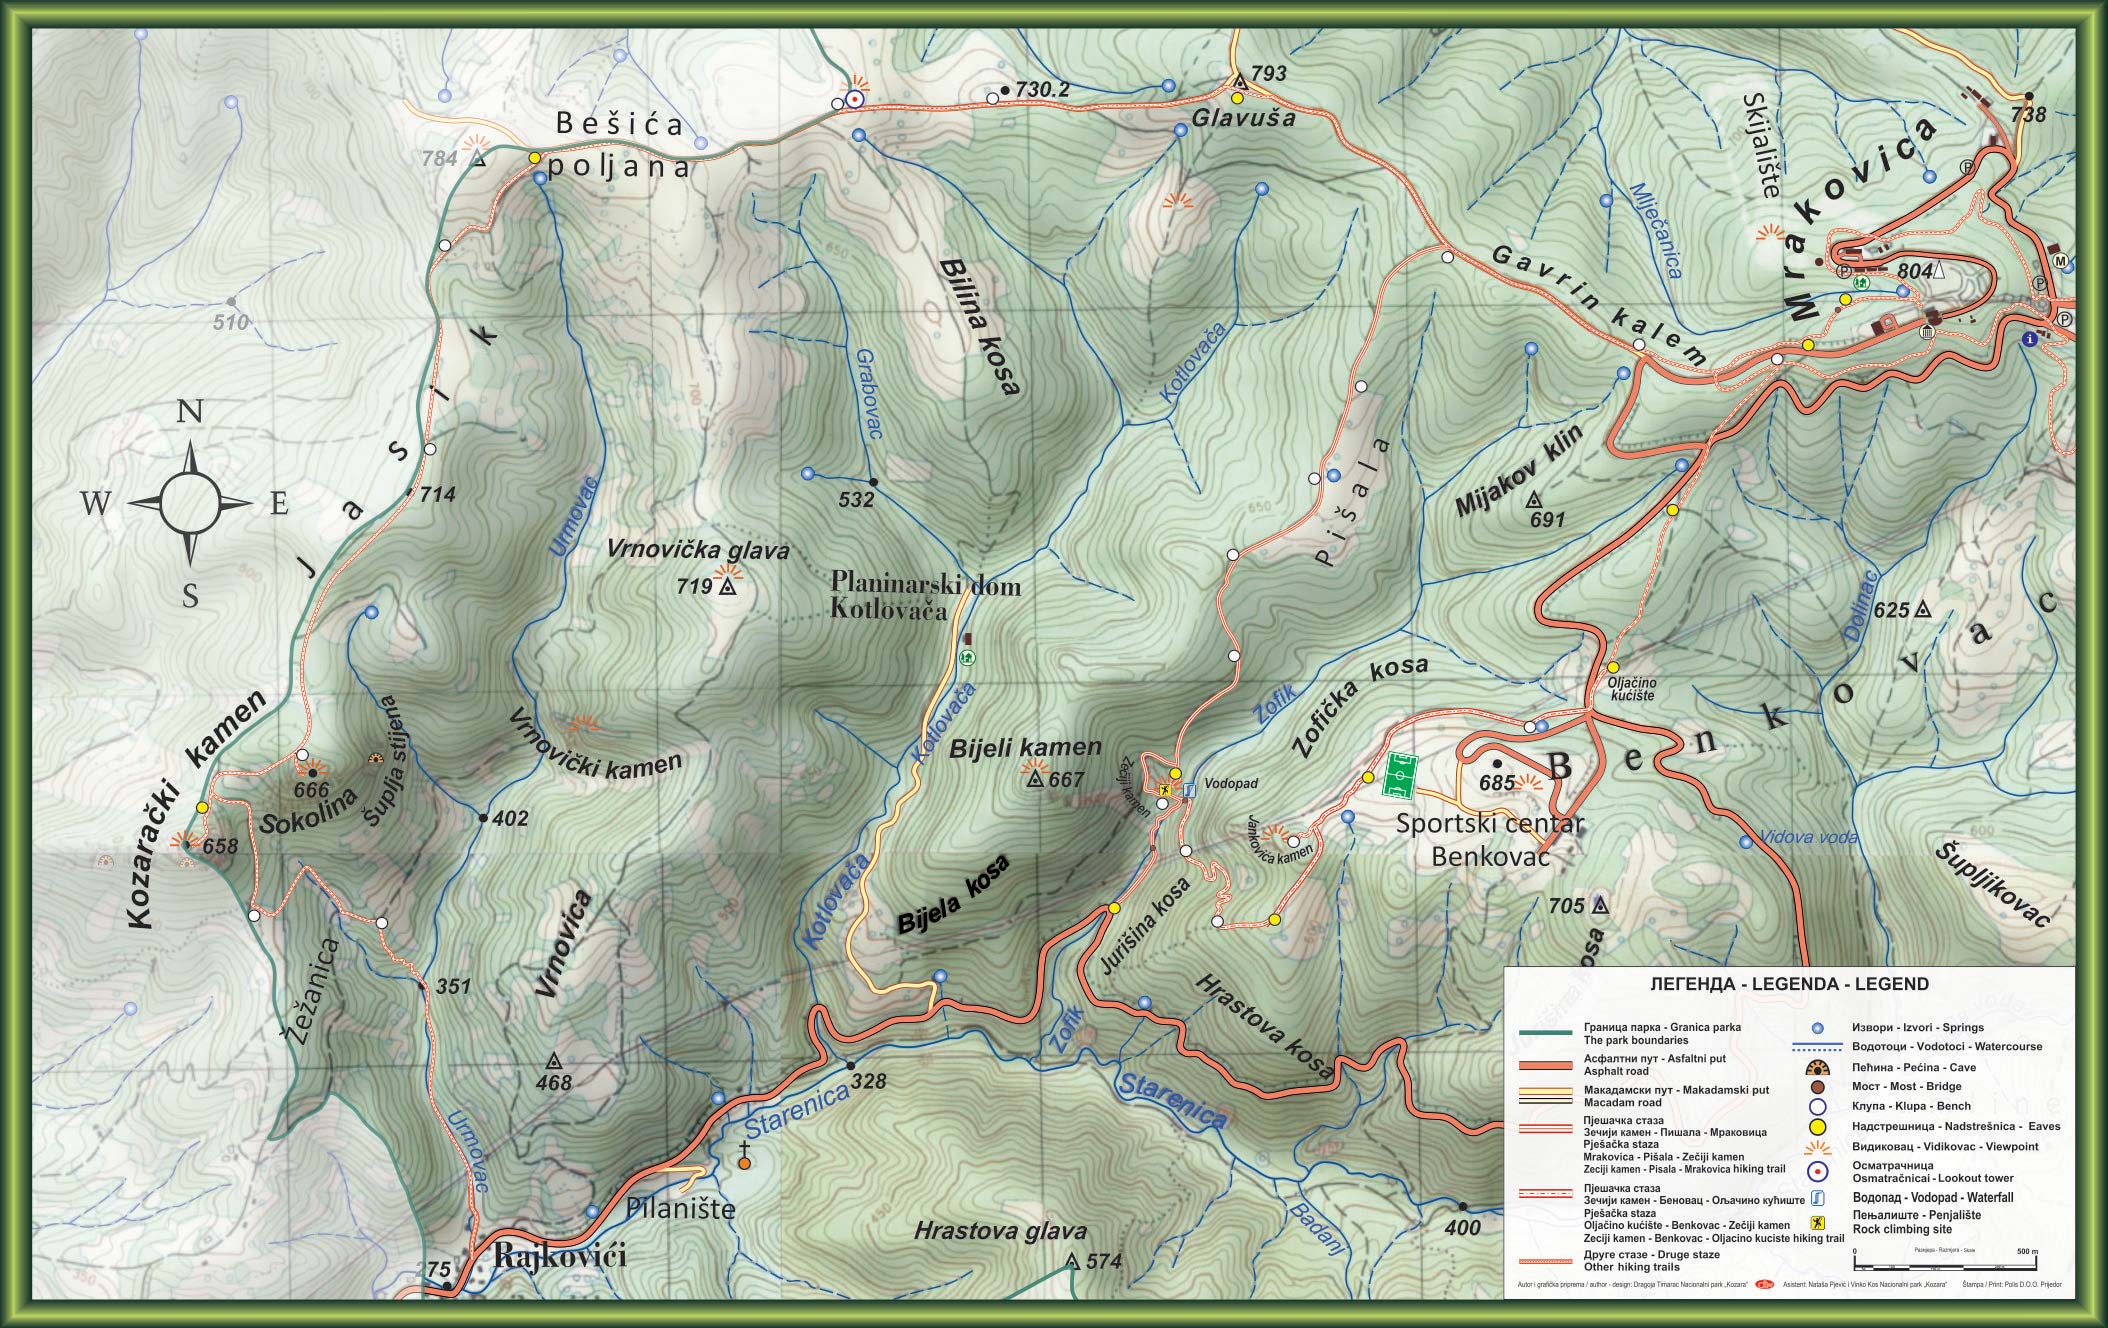 793
730.2
Glavuša
738
Bešića
poljana
784
Skijalište
Mrakovica
Mlječanica
804
P
P
P
P
M
i
Gavrin kalem
510
Jasik
Bilina kosa
Grabovac
Kotlovača
N
W
E
S
714
532
Urmovac
Pišala
Mijakov klin
691
Vrnovička glava
719
Planinarski dom
Kotlovača
Dolinac
625
Benkovac
Oljačino
kućište
Zofička kosa
Zofik
Kozarački kamen
666
Sokolina
Šuplja stijena
658
402
Vrnovički kamen
Kotlovača
Bijeli kamen
667
Zečiji kamen
Vodopad
Jankovića kamen
685
Sportski centar
Benkovac
Vidova voda
Šupljikovac
705
Kotlovača
Bijela kosa
Jurišina kosa
Hrastova kosa
Vrnovica
Žežanica
351
468
Urmovac
328
Starenica
Zofik
Starenica
Pilanište
Rajkovići
75
Hrastova glava
574
Badanj
400
osa
ЛЕГЕНДА - LEGENDA - LEGEND
Граница парка - Granica parka
The park boundaries
Асфалтни пут - Asfaltni put
Asphalt road
Макадамски пут - Makadamski put
Macadam road
Пјешачка стаза
Зечији камен - Пишала - Мраковица
Pješačka staza
Mrakovica - Pišala - Zečiji kamen
Zeciji kamen - Pisala - Mrakovica hiking trail
Пјешачка стаза
Зечији камен - Беновац - Ољачино кућиште
Pješačka staza
Oljačino kućište - Benkovac - Zečiji kamen
Zeciji kamen - Benkovac - Oljacino kuciste hiking trail
Друге стазе - Druge staze
Other hiking trails
Извори - Izvori - Springs
Водотоци - Vodotoci - Watercourse
Пећина - Pećina - Cave
Мост - Most - Bridge
Клупа - Klupa - Bench
Надстрешница - Nadstrešnica - Eaves
Видиковац - Vidikovac - Viewpoint
Осматрачница
Osmatračnicai - Lookout tower
Водопад - Vodopad - Waterfall
Пењалиште - Penjalište
Rock climbing site
0
500 m
Autor i grafička priprema / author - design: Dragoja Timarac Nacionalni park „Kozara"
Asistent: Nataša Pjević i Vinko Kos Nacionalni park „Kozara"
Štampa / Print: Polis D.O.O. Prijedor